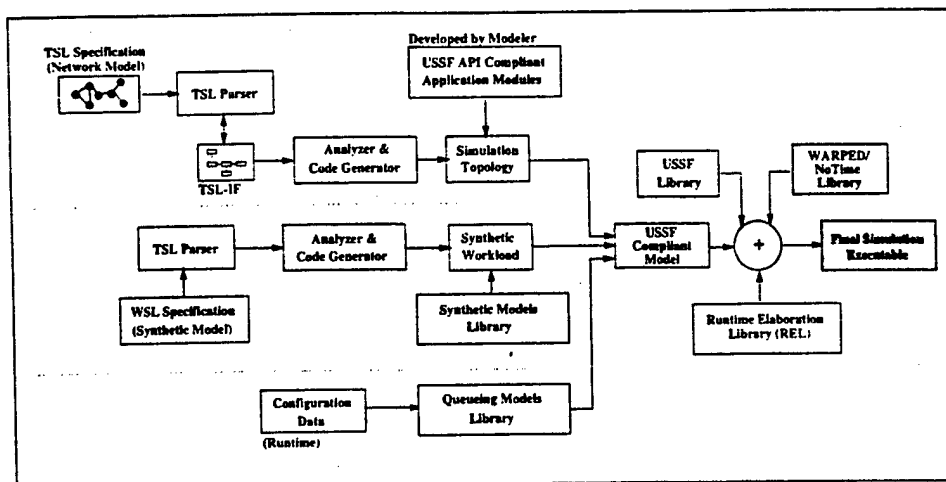 TSL Specification
(Network Model)
TSL Parser
TSL-IF
Analyzer &
Code Generator
Developed by Modeler
USSF API Compliant
Application Modules
Simulation
Topology
USSF
Library
WARPED/
NoTime
Library
TSL Parser
Analyzer &
Code Generator
Synthetic
Workload
USSF
Compliant
Model
+
Final Simulation
Executable
WSL Specification
(Synthetic Model)
Synthetic Models
Library
Runtime Elaboration
Library (REL)
Configuration
Data
(Runtime)
Queueing Models
Library